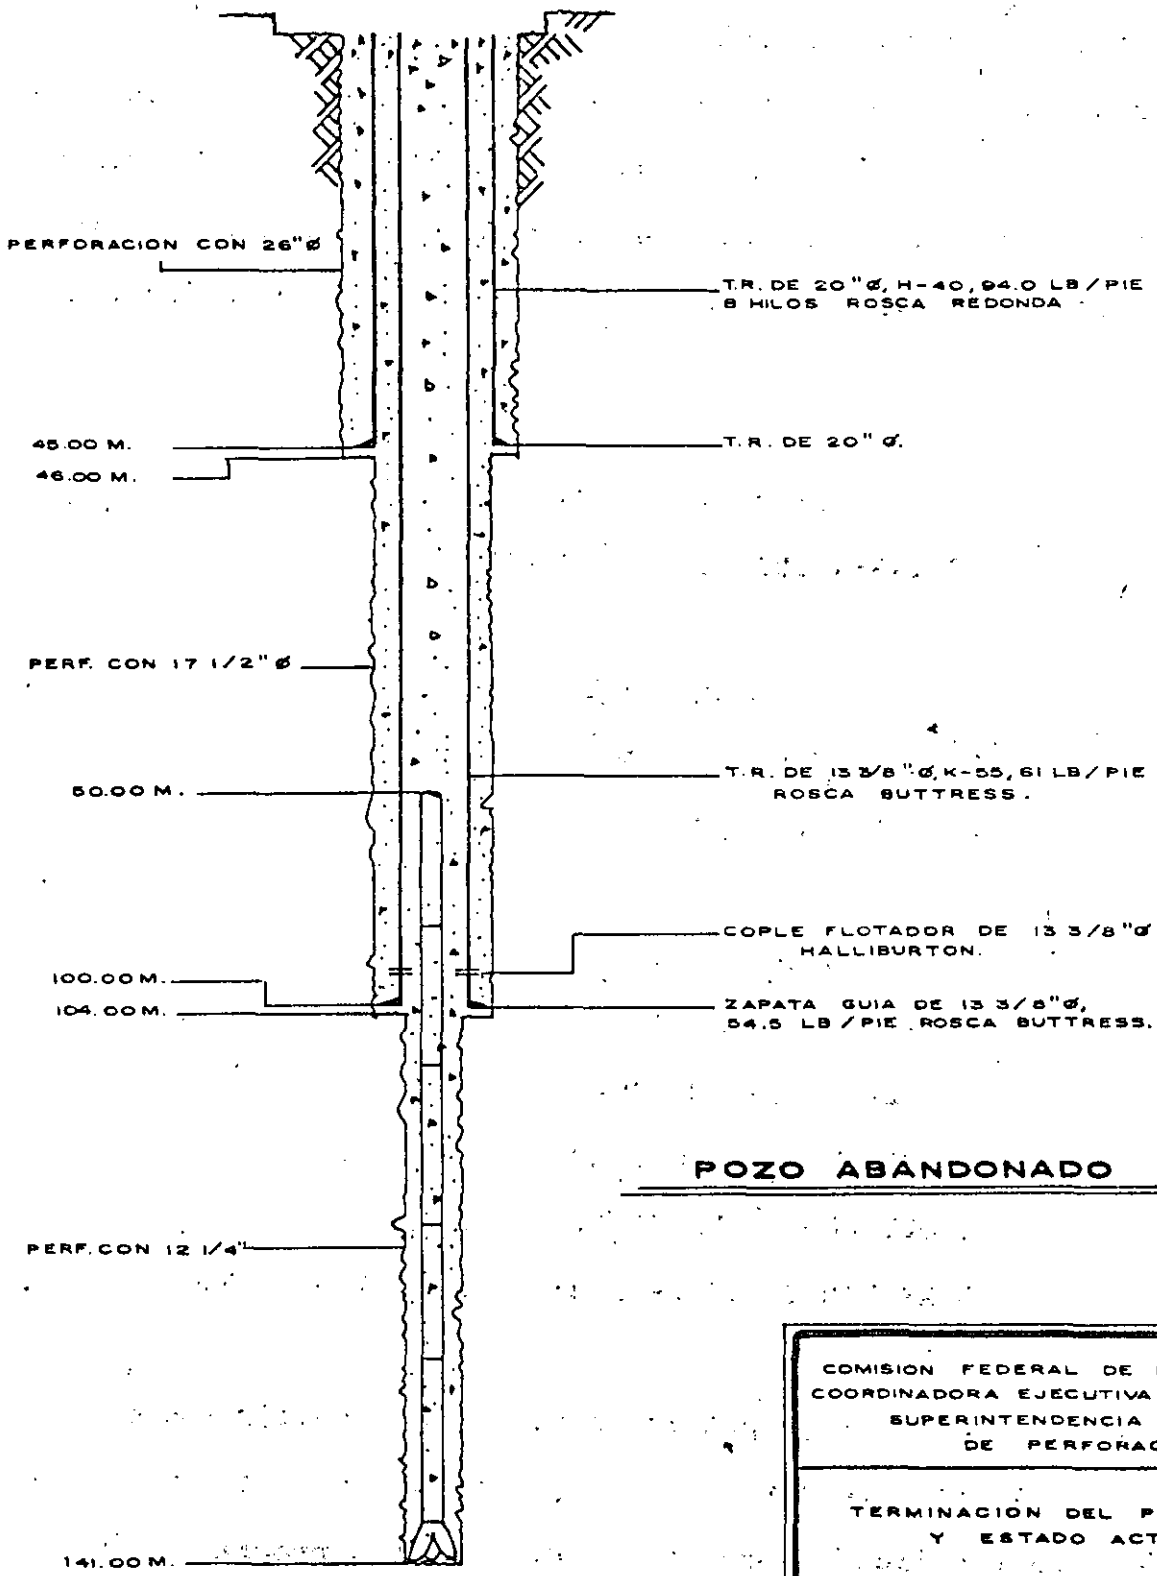 PERFORACION CON 26"Ø
T.R. DE 20"Ø, H-40, 94.0 LB/PIE
8 HILOS ROSCA REDONDA
45.00 M.
T.R. DE 20" Ø.
46.00 M.
PERF. CON 17 1/2" Ø
T.R. DE 13 3/8"Ø, K-55, 61 LB/PIE
ROSCA BUTTRESS.
50.00 M.
COPLE FLOTADOR DE 13 3/8"Ø
HALLIBURTON.
100.00 M.
104.00 M.
ZAPATA GUIA DE 13 3/8"Ø,
54.5 LB/PIE ROSCA BUTTRESS.
POZO ABANDONADO
PERF. CON 12 1/4"
COMISION FEDERAL DE
COORDINADORA EJECUTIVA
SUPERINTENDENCIA
DE PERFORAC
TERMINACION DEL P
Y ESTADO ACT
141.00 M.